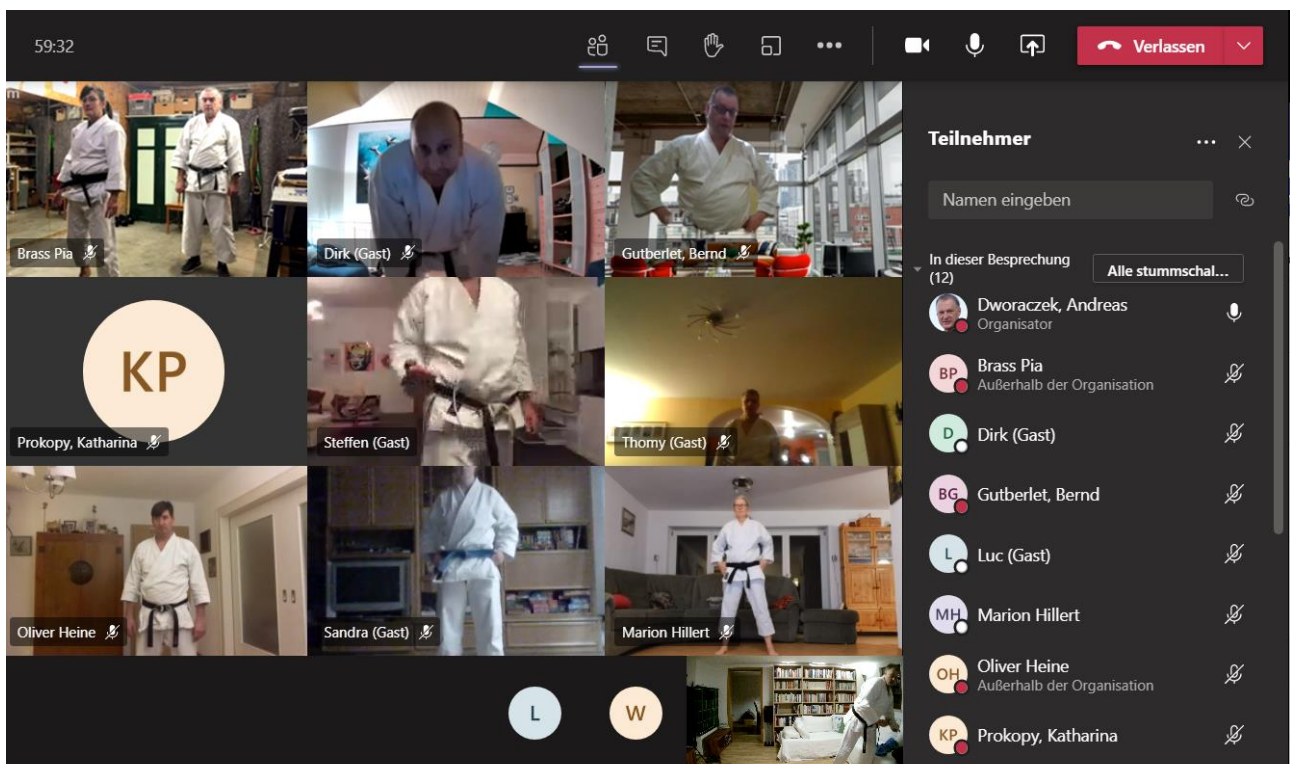 59:32
Verlassen
Brass Pia
Dirk (Gast)
Gutberlet, Bernd
KP
Prokopy, Katharina
Steffen (Gast)
Thomy (Gast)
Oliver Heine
Sandra (Gast)
Marion Hillert
L
W
Teilnehmer
Namen eingeben
In dieser Besprechung
(12)
Alle stummschal...
Dworaczek, Andreas
Organisator
BP
Brass Pia
Außerhalb der Organisation
D
Dirk (Gast)
BG
Gutberlet, Bernd
L
Luc (Gast)
MH
Marion Hillert
OH
Oliver Heine
Außerhalb der Organisation
KP
Prokopy, Katharina